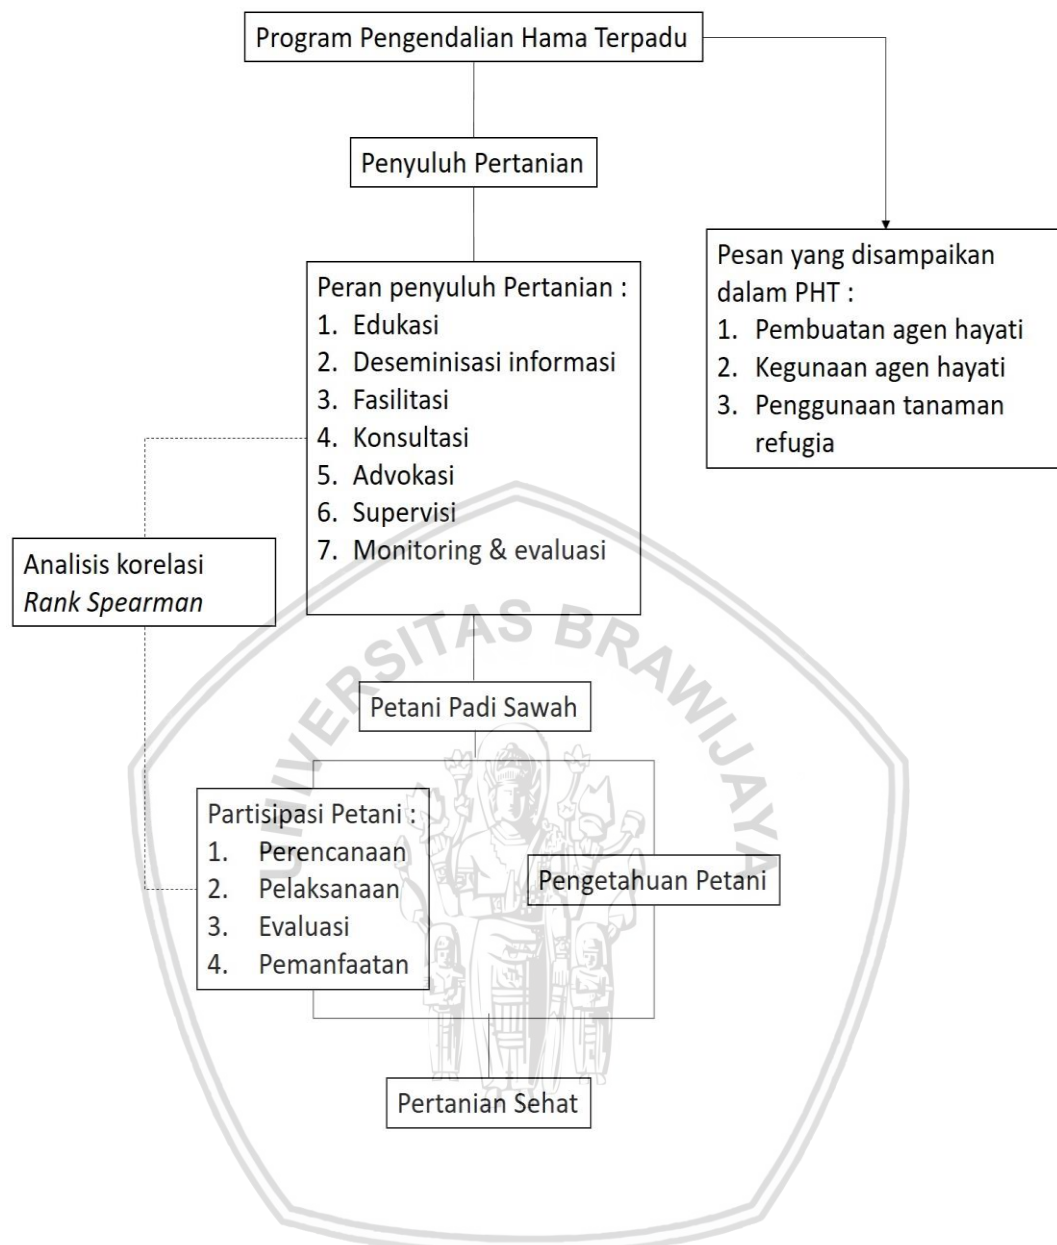 Program Pengendalian Hama Terpadu
Penyuluh Pertanian
Peran penyuluh Pertanian :
1. Edukasi
2. Deseminisasi informasi
3. Fasilitasi
4. Konsultasi
5. Advokasi
6. Supervisi
7. Monitoring & evaluasi
Pesan yang disampaikan
dalam PHT :
1. Pembuatan agen hayati
2. Kegunaan agen hayati
3. Penggunaan tanaman
refugia
Analisis korelasi
Rank Spearman
UNIVERSITAS BRAWIJAYA
Petani Padi Sawah
Partisipasi Petani :
1. Perencanaan
2. Pelaksanaan
3. Evaluasi
4. Pemanfaatan
Pengetahuan Petani
Pertanian Sehat